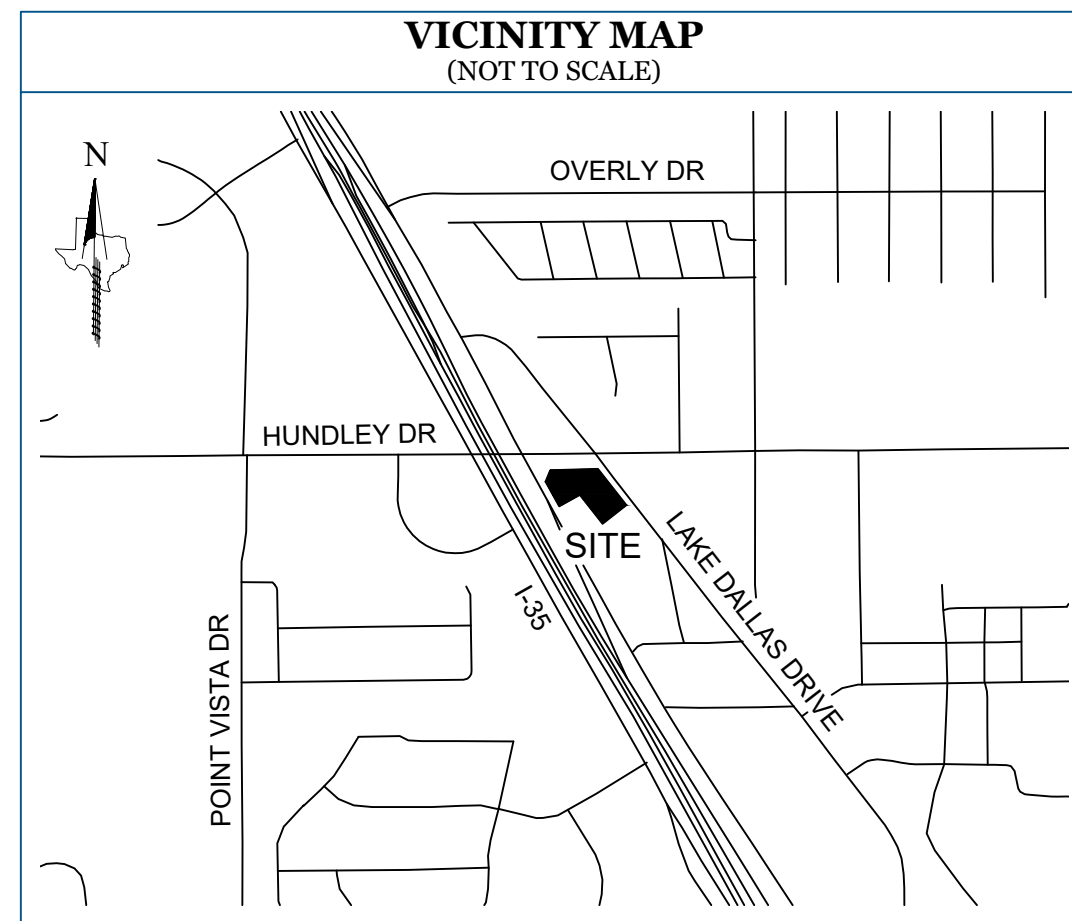 VICINITY MAP
(NOT TO SCALE)
N
OVERLY DR
HUNDLEY DR
SITE
LAKE DALLAS DRIVE
I-35
POINT VISTA DR